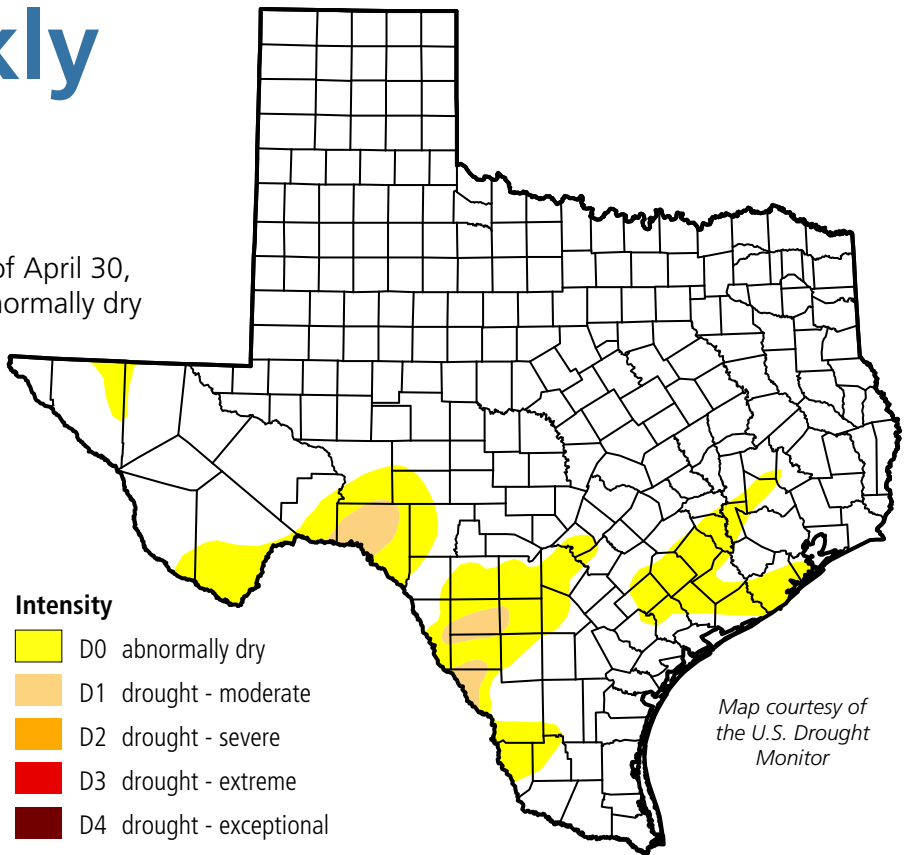 kly
of April 30,
normally dry
Intensity
D0 abnormally dry
D1 drought - moderate
D2 drought - severe
D3 drought - extreme
D4 drought - exceptional
Map courtesy of
the U.S. Drought
Monitor